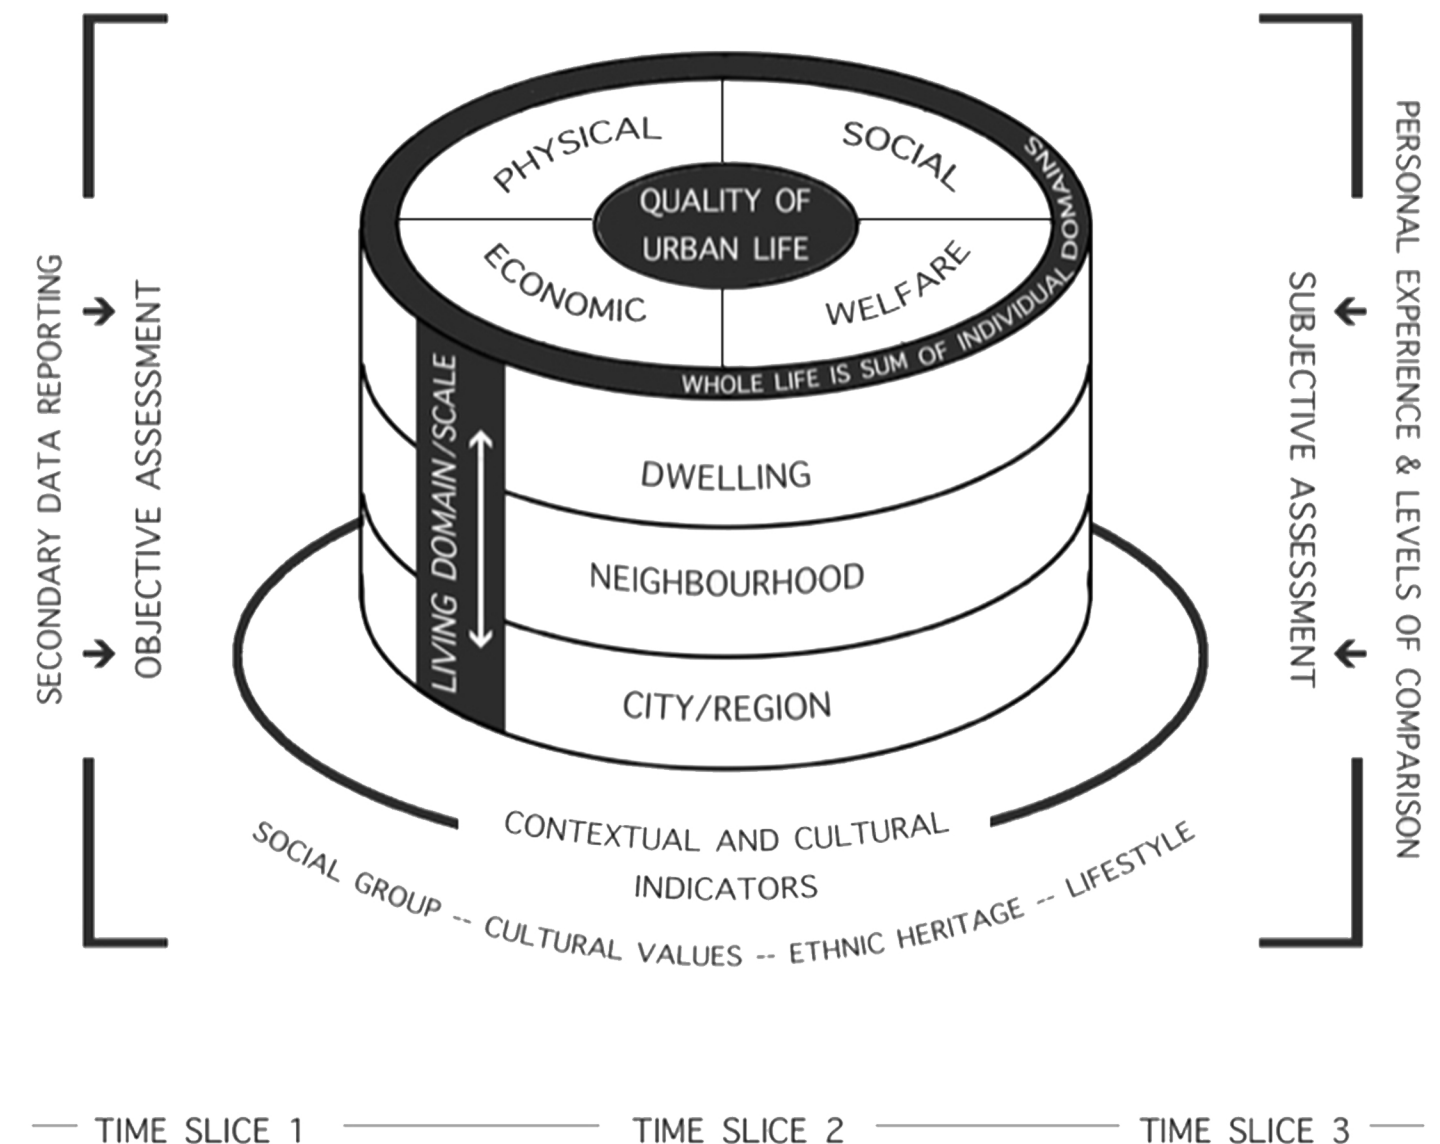 PHYSICAL
SOCIAL
QUALITY OF
URBAN LIFE
ECONOMIC
WELFARE
WHOLE LIFE IS SUM OF INDIVIDUAL DOMAINS
LIVING DOMAIN/SCALE
DWELLING
NEIGHBOURHOOD
CITY/REGION
SECONDARY DATA REPORTING
OBJECTIVE ASSESSMENT
SUBJECTIVE ASSESSMENT
PERSONAL EXPERIENCE & LEVELS OF COMPARISON
CONTEXTUAL AND CULTURAL
INDICATORS
SOCIAL GROUP -- CULTURAL VALUES -- ETHNIC HERITAGE -- LIFESTYLE
TIME SLICE 1
TIME SLICE 2
TIME SLICE 3